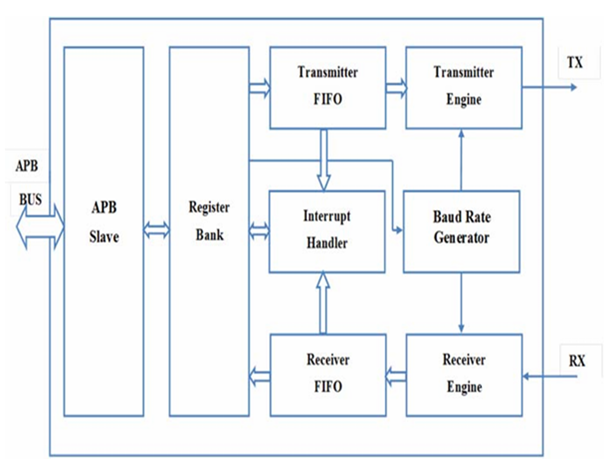 Transmitter
FIFO
Transmitter
Engine
TX
APB
BUS
APB
Slave
Register
Bank
Interrupt
Handler
Baud Rate
Generator
Receiver
FIFO
Receiver
Engine
RX